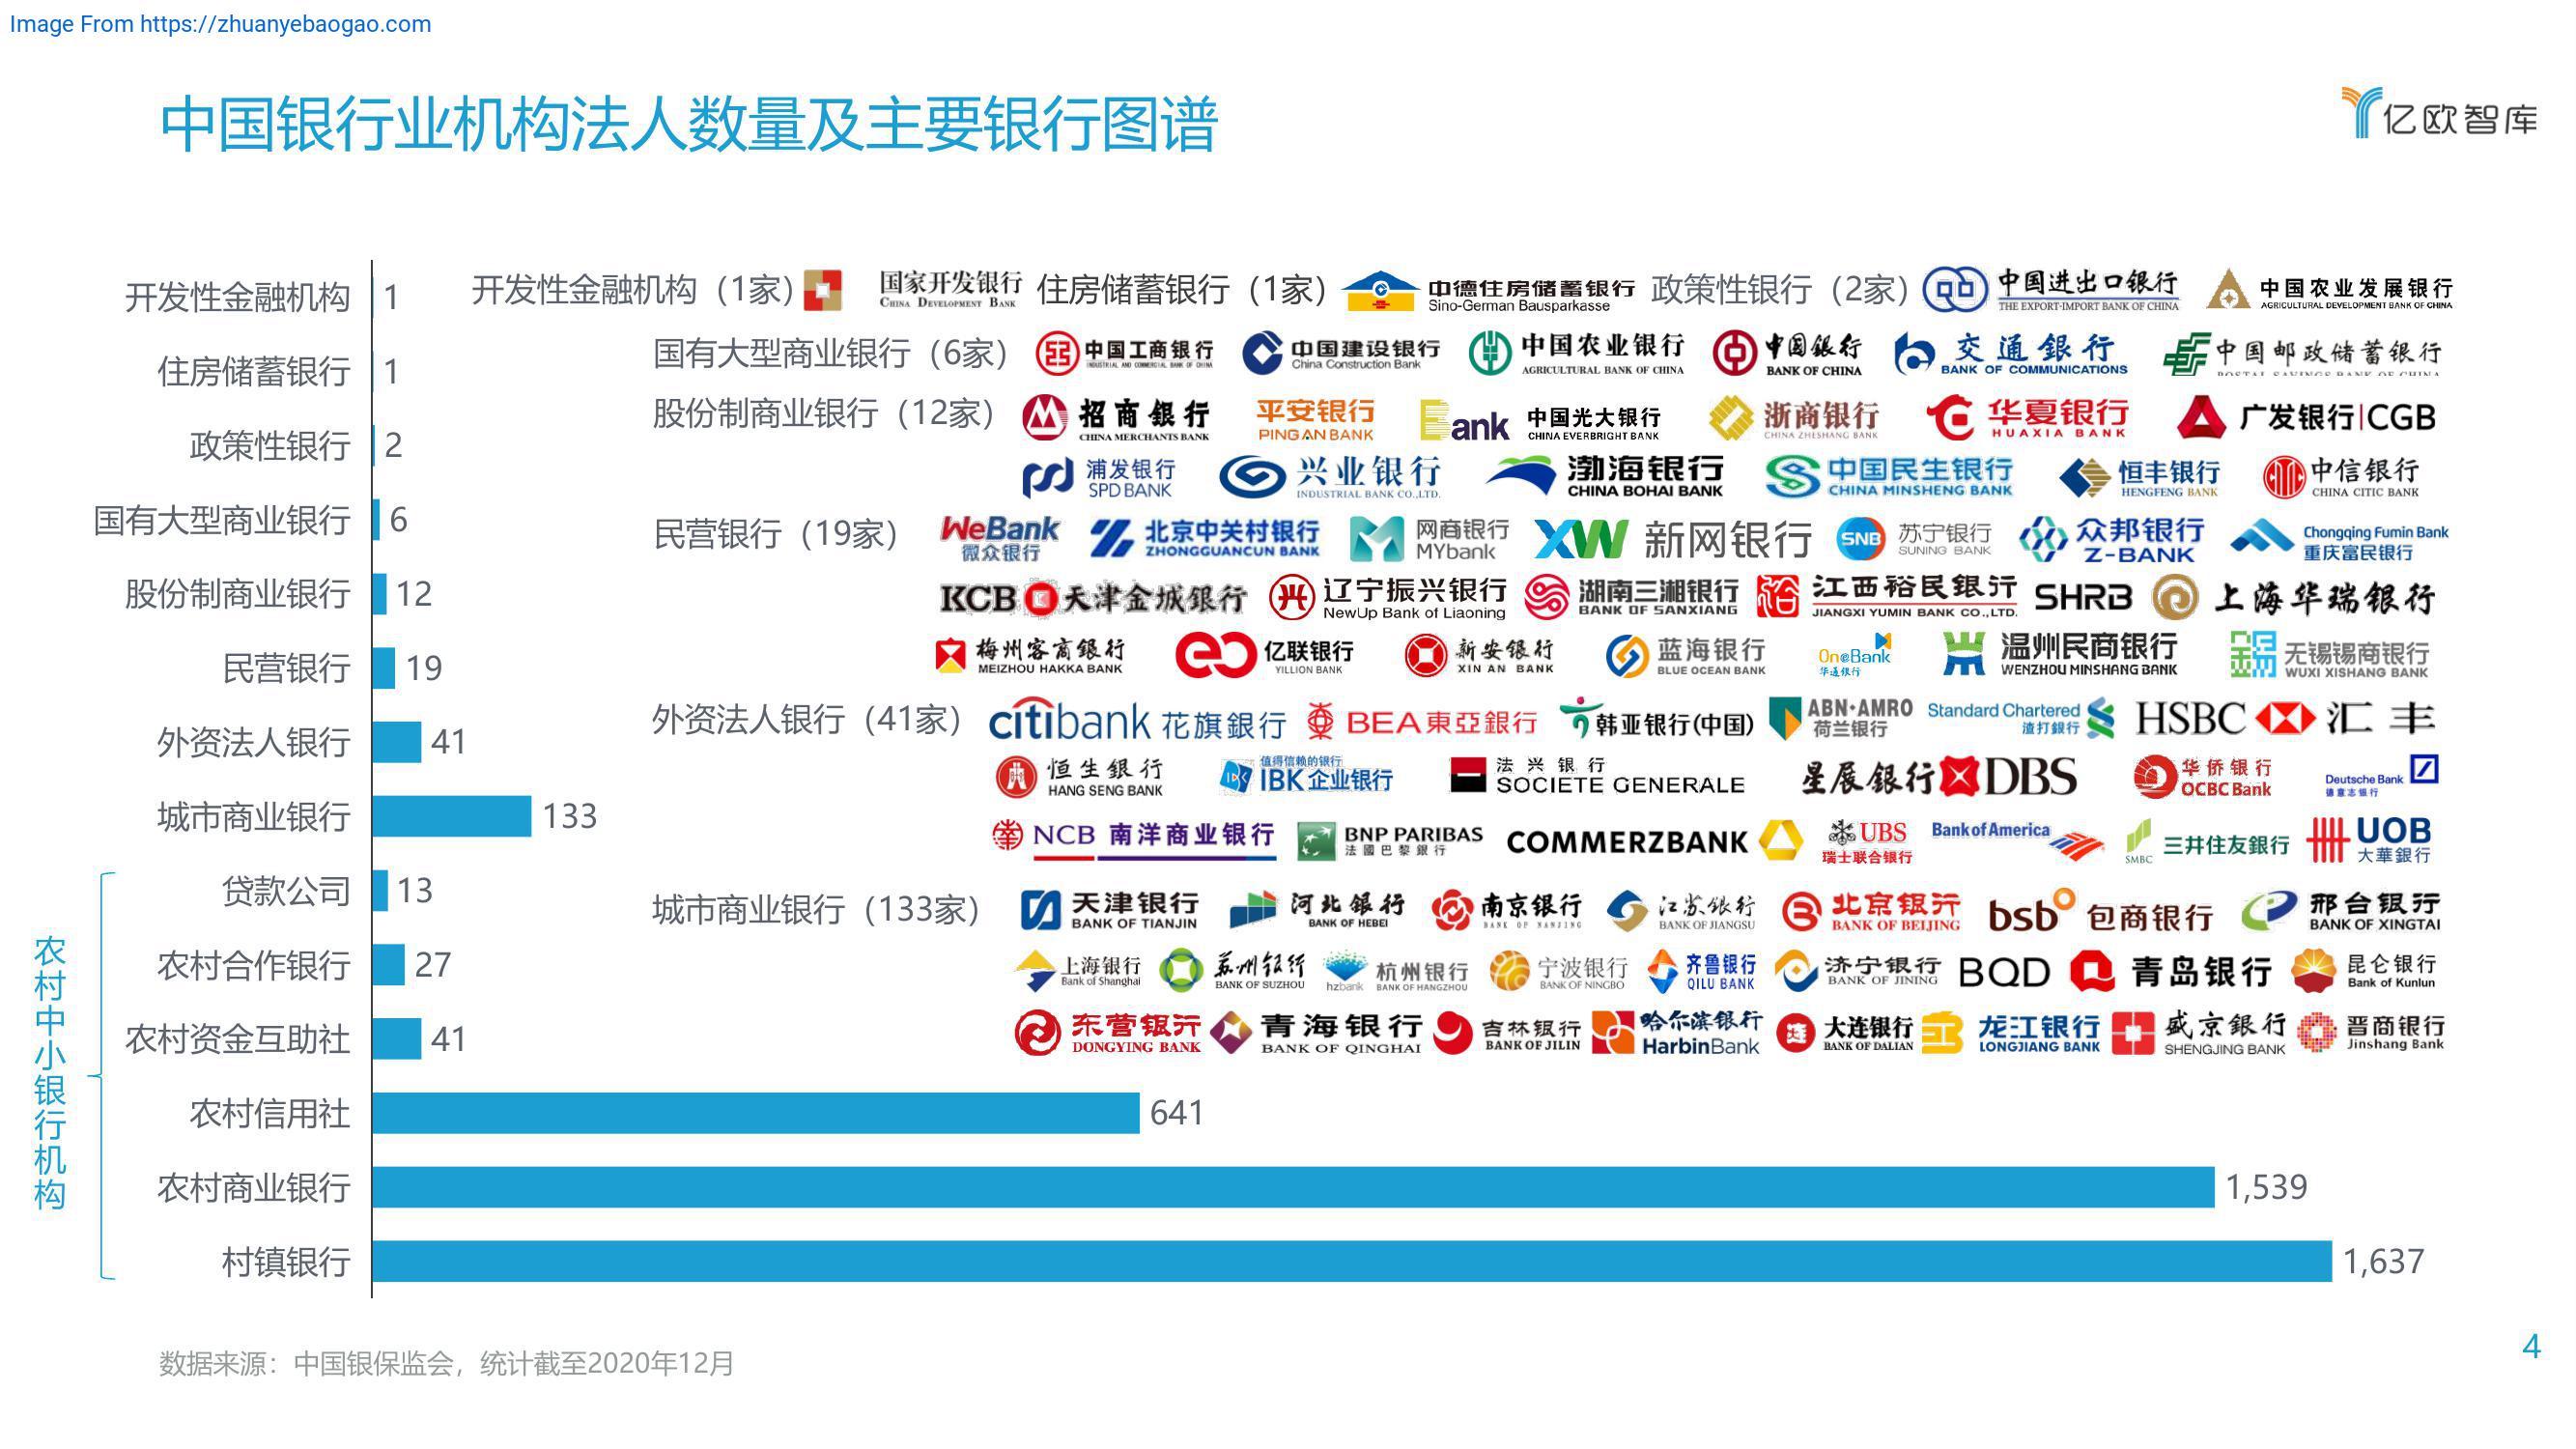 Image From https://zhuanyebaogao.com
中国银行业机构法人数量及主要银行图谱
亿欧智库
开发性金融机构 1
住房储蓄银行 1
政策性银行 2
国有大型商业银行 6
股份制商业银行 12
民营银行 19
外资法人银行 41
城市商业银行 133
贷款公司 13
农村合作银行 27
农村资金互助社 41
农村信用社 641
农村商业银行 1,539
村镇银行 1,637
农村中小银行机构
开发性金融机构（1家） 国家开发银行 CHINA DEVELOPMENT BANK 住房储蓄银行（1家） 中德住房储蓄银行 Sino-German Bausparkasse 政策性银行（2家） 中国进出口银行 THE EXPORT-IMPORT BANK OF CHINA 中国农业发展银行 AGRICULTURAL DEVELOPMENT BANK OF CHINA
国有大型商业银行（6家） 中国工商银行 INDUSTRIAL AND COMMERCIAL BANK OF CHINA 中国建设银行 China Construction Bank 中国农业银行 AGRICULTURAL BANK OF CHINA 中国银行 BANK OF CHINA 交通銀行 BANK OF COMMUNICATIONS 中国邮政储蓄银行 POSTAL SAVINGS BANK OF CHINA
股份制商业银行（12家） 招商銀行 CHINA MERCHANTS BANK 平安银行 PING AN BANK Bank 中国光大银行 CHINA EVERBRIGHT BANK 浙商银行 CHINA ZHESHANG BANK 华夏银行 HUAXIA BANK 广发银行|CGB
浦发银行 SPD BANK 兴业银行 INDUSTRIAL BANK CO.,LTD. 渤海银行 CHINA BOHAI BANK 中国民生银行 CHINA MINSHENG BANK 恒丰银行 HENGFENG BANK 中信银行 CHINA CITIC BANK
民营银行（19家） WeBank 微众银行 北京中关村银行 ZHONGGUANCUN BANK 网商银行 MYbank XW 新网银行 SNB 苏宁银行 SUNING BANK 众邦银行 Z-BANK Chongqing Fumin Bank 重庆富民银行
KCB 天津金城银行 辽宁振兴银行 NewUp Bank of Liaoning 湖南三湘银行 BANK OF SANXIANG 裕 江西裕民银行 JIANGXI YUMIN BANK CO.,LTD. SHRB 上海华瑞银行
梅州客商銀行 MEIZHOU HAKKA BANK 亿联银行 YILLION BANK 新安银行 XIN AN BANK 蓝海银行 BLUE OCEAN BANK OneBank 华通银行 温州民商银行 WENZHOU MINSHANG BANK 无锡锡商银行 WUXI XISHANG BANK
外资法人银行（41家） citibank 花旗銀行 BEA東亞銀行 韩亚银行(中国) ABN·AMRO 荷兰银行 Standard Chartered 渣打銀行 HSBC 汇丰
恒生銀行 HANG SENG BANK 值得信赖的银行 IBK 企业银行 法兴银行 SOCIETE GENERALE 星展銀行 DBS 华侨银行 OCBC Bank Deutsche Bank 德意志银行
NCB 南洋商业银行 BNP PARIBAS 法國巴黎銀行 COMMERZBANK UBS 瑞士联合银行 Bank of America SMBC 三井住友銀行 UOB 大華銀行
城市商业银行（133家） 天津银行 BANK OF TIANJIN 河北银行 BANK OF HEBEI 南京银行 BANK OF NANJING 江苏银行 BANK OF JIANGSU 北京银行 BANK OF BEIJING bsb 包商银行 邢台银行 BANK OF XINGTAI
上海银行 Bank of Shanghai 苏州银行 BANK OF SUZHOU hzbank 杭州银行 BANK OF HANGZHOU 宁波银行 BANK OF NINGBO 齐鲁银行 QILU BANK 济宁银行 BANK OF JINING BQD 青岛银行 昆仑银行 Bank of Kunlun
东营银行 DONGYING BANK 青海银行 BANK OF QINGHAI 吉林银行 BANK OF JILIN 哈尔滨银行 HarbinBank 连 大连银行 BANK OF DALIAN 龙江银行 LONGJIANG BANK 盛京銀行 SHENGJING BANK 晋商银行 Jinshang Bank
数据来源：中国银保监会，统计截至2020年12月
4